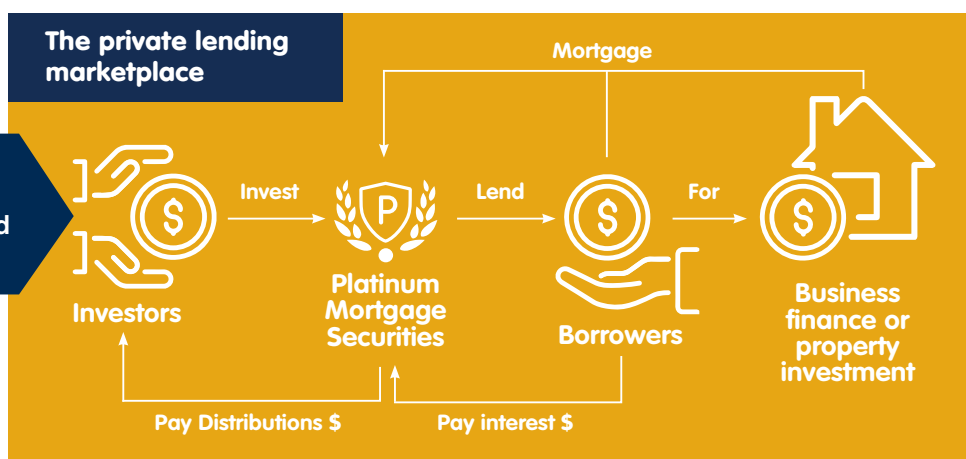 The private lending
marketplace
Mortgage
d
Invest
Lend
For
$
P
$
$
Investors
Platinum
Mortgage
Securities
Borrowers
Business
finance or
property
investment
Pay Distributions $
Pay interest $